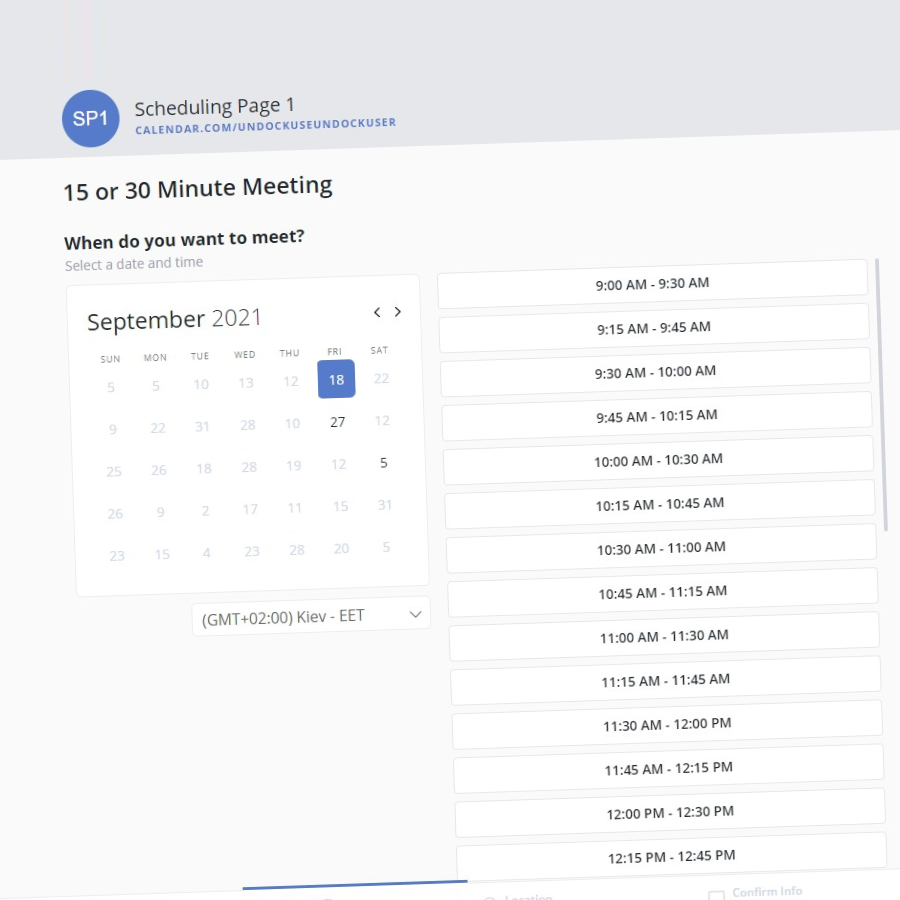 SP1
Scheduling Page 1
CALENDAR.COM/UNDOCKUSEUNDOCKUSER
15 or 30 Minute Meeting
When do you want to meet?
Select a date and time
September 2021
SUN MON TUE WED THU FRI SAT
5 5 10 13 12 18 22
9 22 31 28 10 27 12
25 26 18 28 19 12 5
26 9 2 17 11 15 31
23 15 4 23 28 20 5
(GMT+02:00) Kiev - EET
9:00 AM - 9:30 AM
9:15 AM - 9:45 AM
9:30 AM - 10:00 AM
9:45 AM - 10:15 AM
10:00 AM - 10:30 AM
10:15 AM - 10:45 AM
10:30 AM - 11:00 AM
10:45 AM - 11:15 AM
11:00 AM - 11:30 AM
11:15 AM - 11:45 AM
11:30 AM - 12:00 PM
11:45 AM - 12:15 PM
12:00 PM - 12:30 PM
12:15 PM - 12:45 PM
Location
Confirm Info